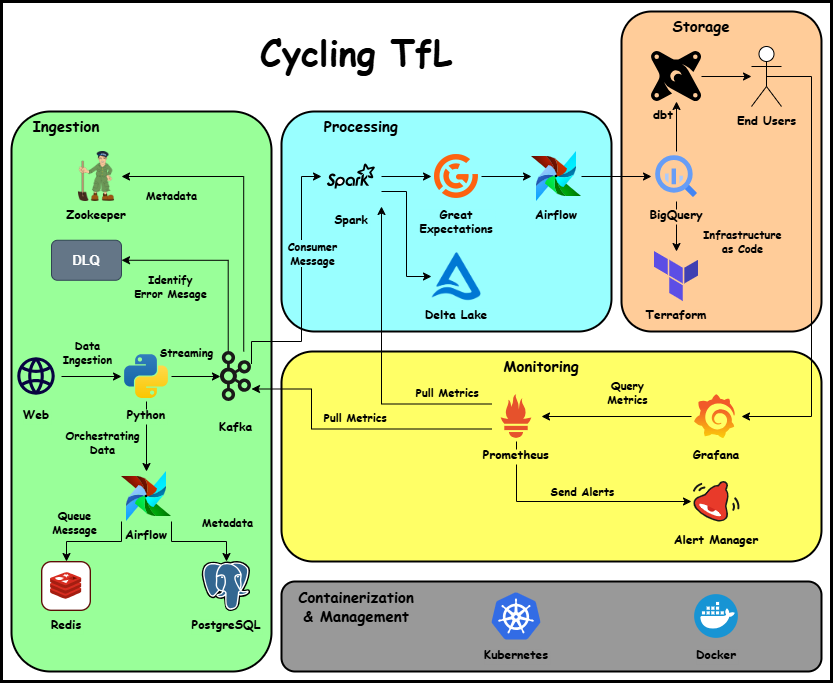 Cycling TfL
Storage
dbt
End Users
BigQuery
Infrastructure
as Code
Terraform
Ingestion
Zookeeper
Metadata
DLQ
Identify
Error Mesage
Data
Ingestion
Streaming
Web
Python
Kafka
Orchestrating
Data
Airflow
Queue
Message
Metadata
Redis
PostgreSQL
Processing
Spark
Spark
Great
Expectations
Airflow
Consumer
Message
Delta Lake
Monitoring
Pull Metrics
Pull Metrics
Query
Metrics
Prometheus
Grafana
Send Alerts
Alert Manager
Containerization
& Management
Kubernetes
Docker